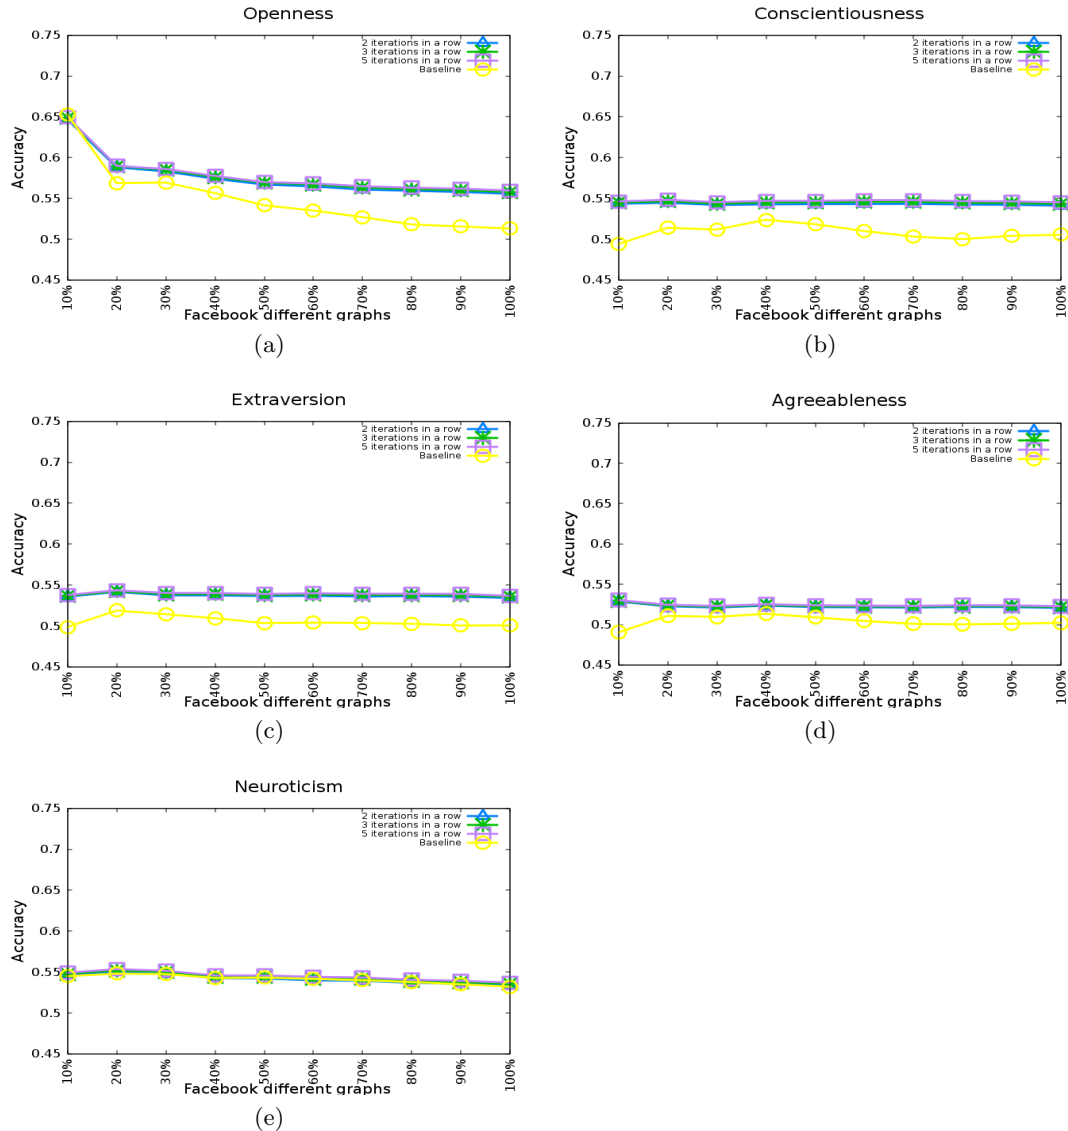 Openness
0.75
0.7
0.65
0.6
0.55
0.5
0.45
Accuracy
2 iterations in a row
3 iterations in a row
5 iterations in a row
Baseline
10%
20%
30%
40%
50%
60%
70%
80%
90%
100%
Facebook different graphs
(a)
Conscientiousness
0.75
0.7
0.65
0.6
0.55
0.5
0.45
Accuracy
2 iterations in a row
3 iterations in a row
5 iterations in a row
Baseline
10%
20%
30%
40%
50%
60%
70%
80%
90%
100%
Facebook different graphs
(b)
Extraversion
0.75
0.7
0.65
0.6
0.55
0.5
0.45
Accuracy
2 iterations in a row
3 iterations in a row
5 iterations in a row
Baseline
10%
20%
30%
40%
50%
60%
70%
80%
90%
100%
Facebook different graphs
(c)
Agreeableness
0.75
0.7
0.65
0.6
0.55
0.5
0.45
Accuracy
2 iterations in a row
3 iterations in a row
5 iterations in a row
Baseline
10%
20%
30%
40%
50%
60%
70%
80%
90%
100%
Facebook different graphs
(d)
Neuroticism
0.75
0.7
0.65
0.6
0.55
0.5
0.45
Accuracy
2 iterations in a row
3 iterations in a row
5 iterations in a row
Baseline
10%
20%
30%
40%
50%
60%
70%
80%
90%
100%
Facebook different graphs
(e)